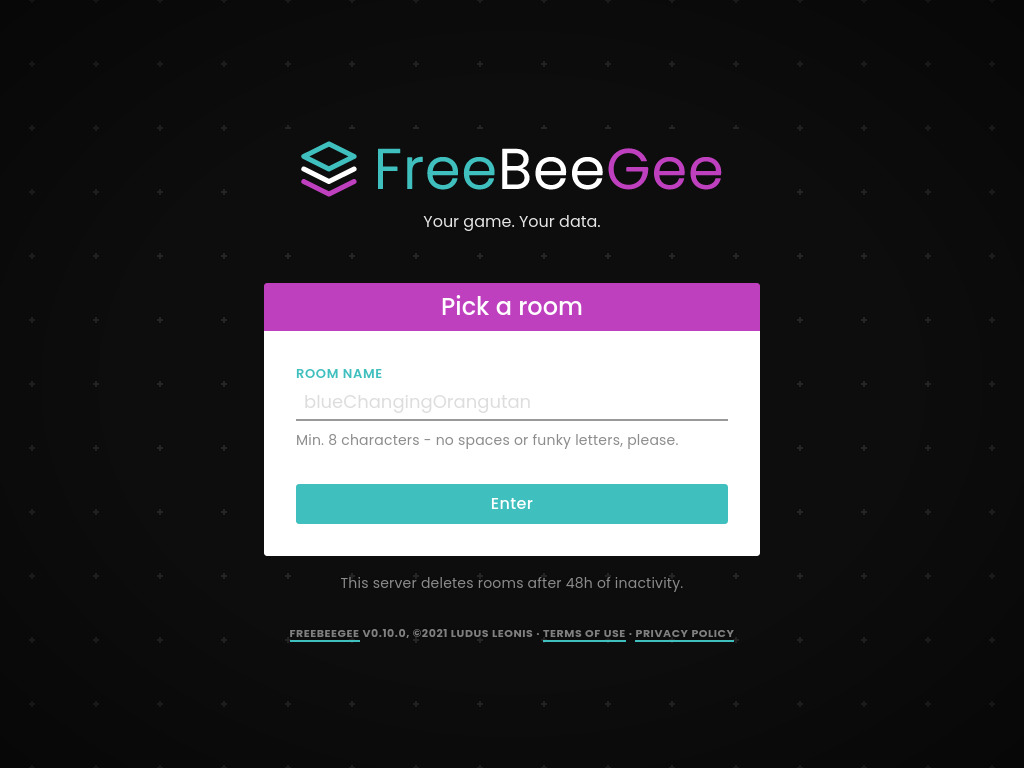 FreeBeeGee
Your game. Your data.
Pick a room
ROOM NAME
blueChangingOrangutan
Min. 8 characters - no spaces or funky letters, please.
Enter
This server deletes rooms after 48h of inactivity.
FREEBEEGEE V0.10.0, ©2021 LUDUS LEONIS · TERMS OF USE · PRIVACY POLICY